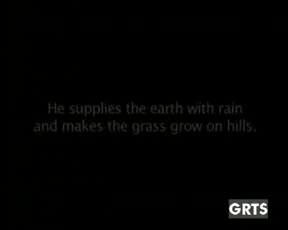 He supplies the earth with rain
and makes the grass grow on hills.
GRTS